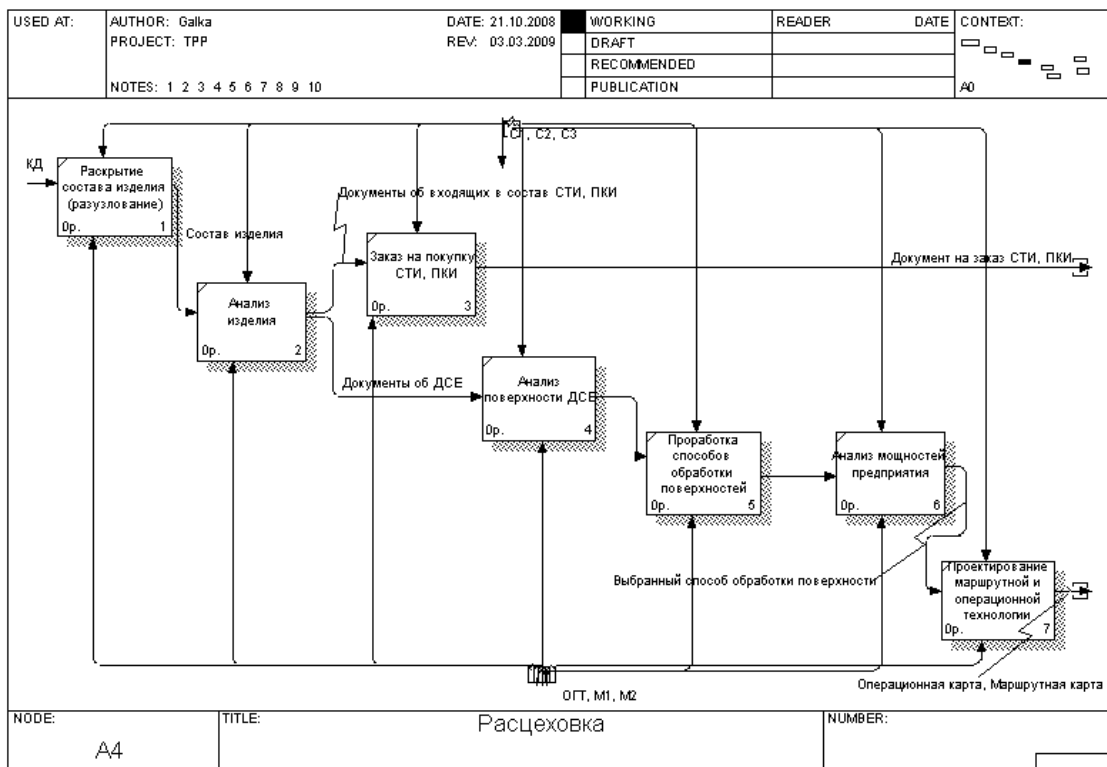 USED AT:
AUTHOR: Galka
DATE: 21.10.2008
WORKING
READER
DATE
CONTEXT:
PROJECT: TPP
REV: 03.03.2009
DRAFT
RECOMMENDED
NOTES: 1 2 3 4 5 6 7 8 9 10
PUBLICATION
A0
C1, C2, C3
КД
Раскрытие
состава изделия
(разузлование)
0р.
1
Состав изделия
Документы об входящих в состав СТИ, ПКИ
Заказ на покупку
СТИ, ПКИ
0р.
3
Документ на заказ СТИ, ПКИ
Анализ
изделия
0р.
2
Документы об ДСЕ
Анализ
поверхности ДСЕ
0р.
4
Проработка
способов
обработки
поверхностей
0р.
5
Анализ мощностей
предприятия
0р.
6
Выбранный способ обработки поверхности
Проектирование
маршрутной и
операционной
технологии
0р.
7
Операционная карта, Маршрутная карта
ОГТ, М1, М2
NODE:
TITLE:
NUMBER:
A4
Расцеховка